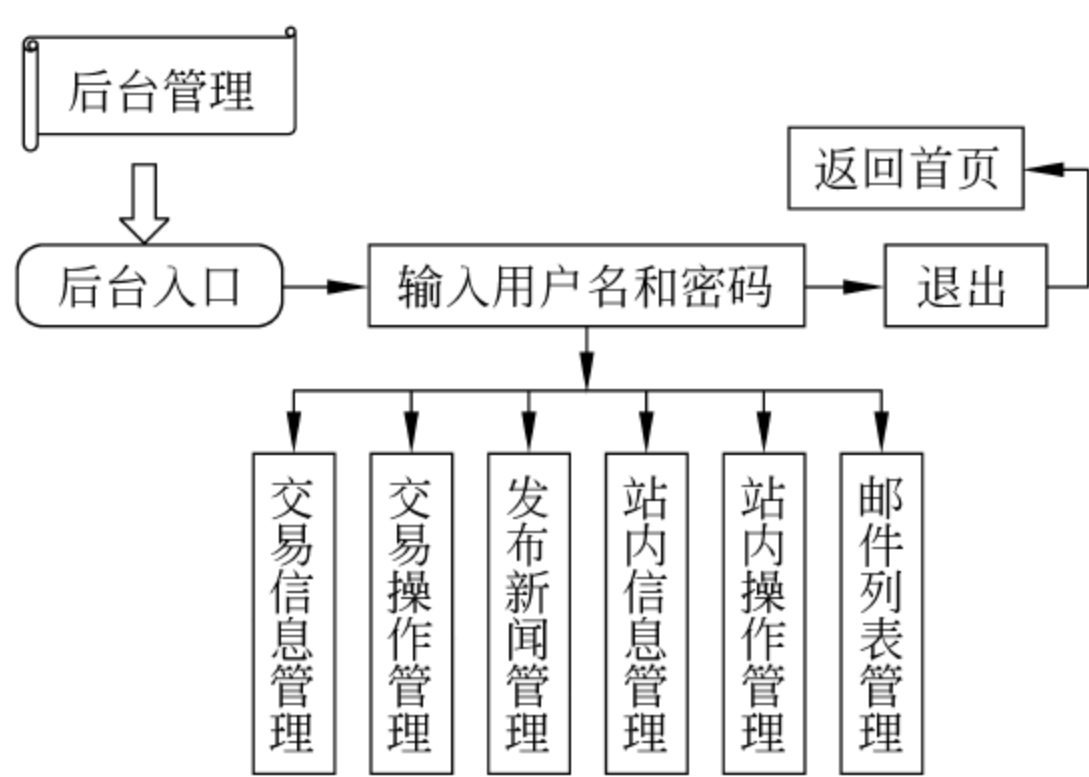 后台管理
返回首页
后台入口
输入用户名和密码
退出
交易信息管理
交易操作管理
发布新闻管理
站内信息管理
站内操作管理
邮件列表管理